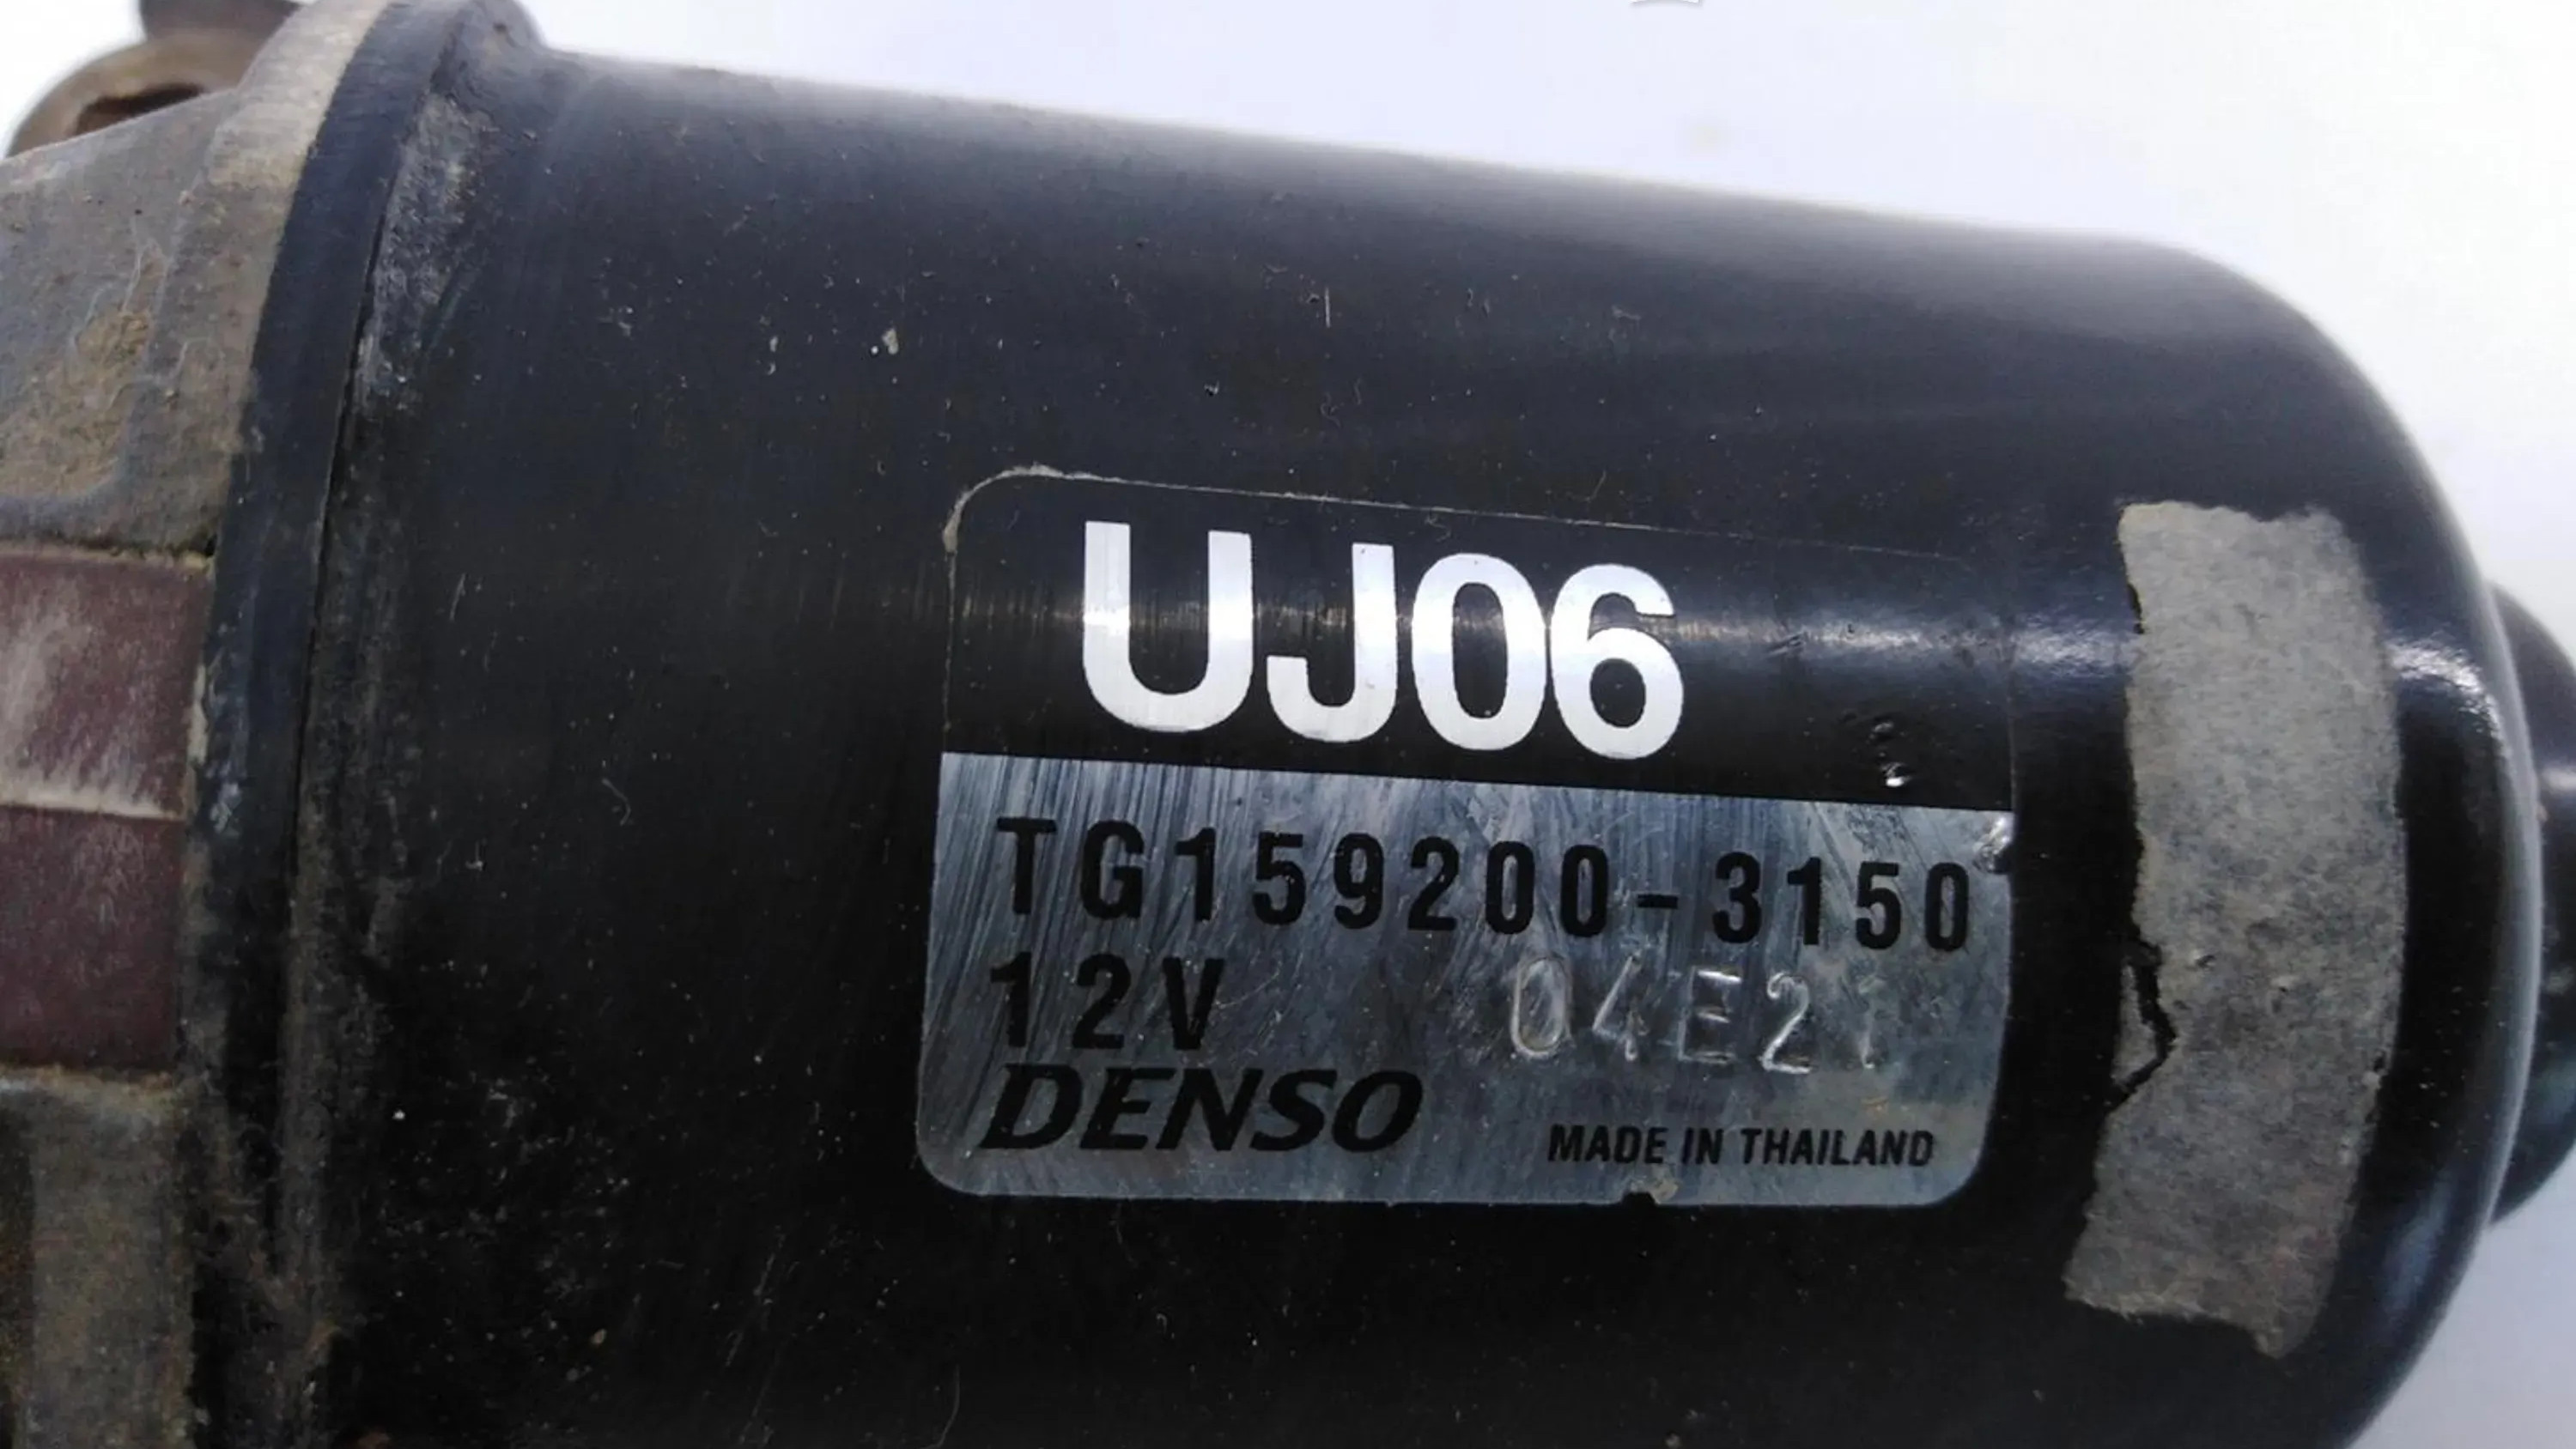 UJ06
TG159200-3150
12V
DENSO
MADE IN THAILAND